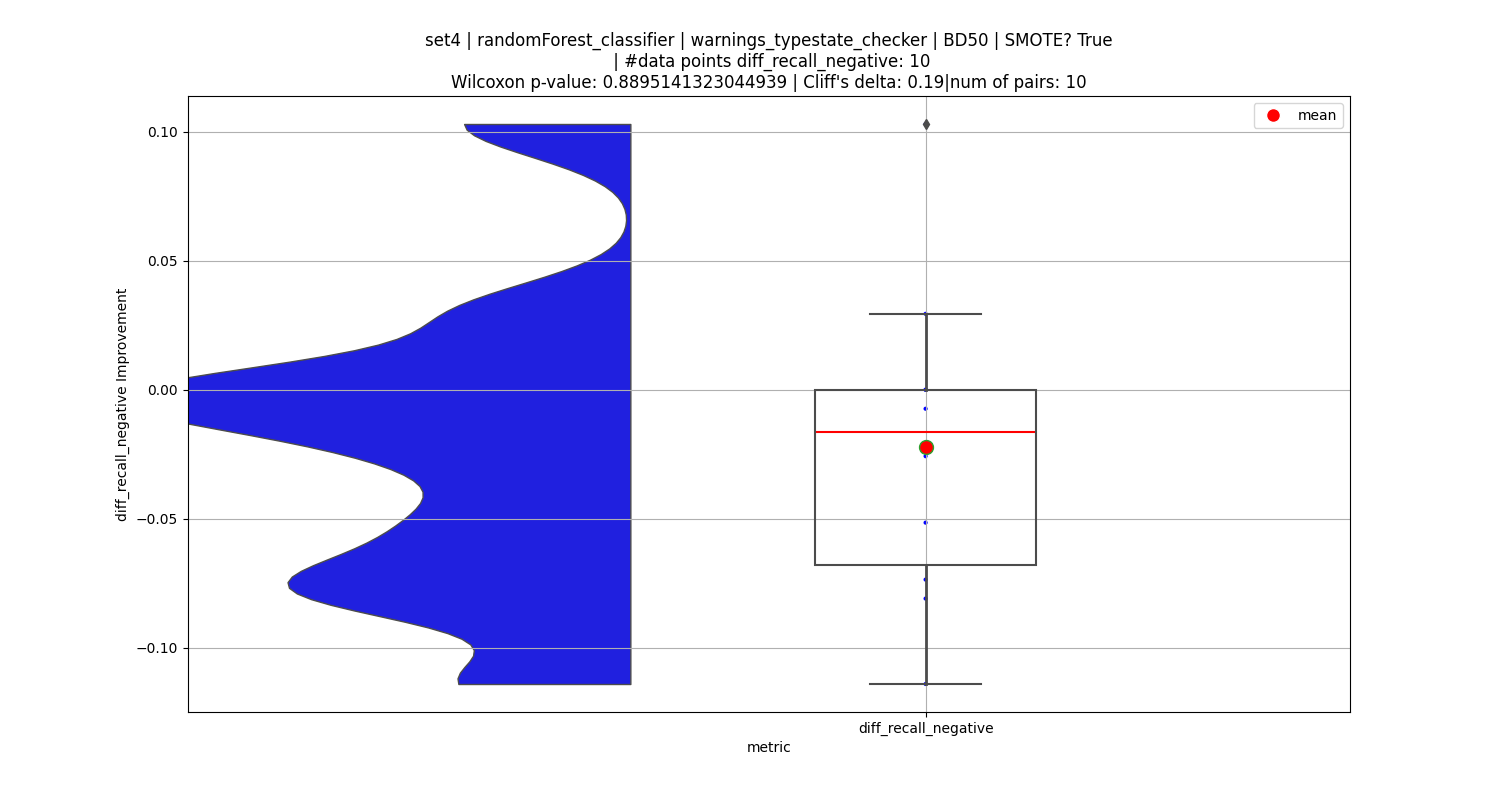 set4 | randomForest_classifier | warnings_typestate_checker | BD50 | SMOTE? True
| #data points diff_recall_negative: 10
Wilcoxon p-value: 0.8895141323044939 | Cliff's delta: 0.19|num of pairs: 10
mean
0.10
0.05
0.00
−0.05
−0.10
diff_recall_negative Improvement
diff_recall_negative
metric